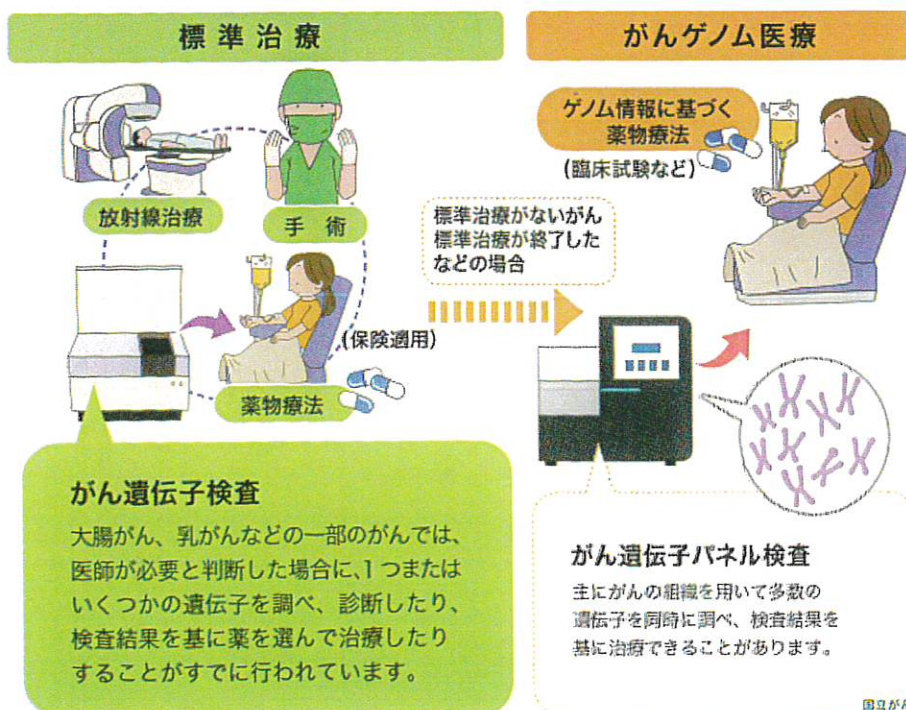 標準治療
がんゲノム医療
放射線治療
手術
ゲノム情報に基づく
薬物療法
(臨床試験など)
標準治療がないがん
標準治療が終了した
などの場合
(保険適用)
薬物療法
がん遺伝子検査
大腸がん、乳がんなどの一部のがんでは、
医師が必要と判断した場合に、1つまたは
いくつかの遺伝子を調べ、診断したり、
検査結果を基に薬を選んで治療したり
することがすでに行われています。
がん遺伝子パネル検査
主にがんの組織を用いて多数の
遺伝子を同時に調べ、検査結果を
基に治療できることがあります。
国立がん